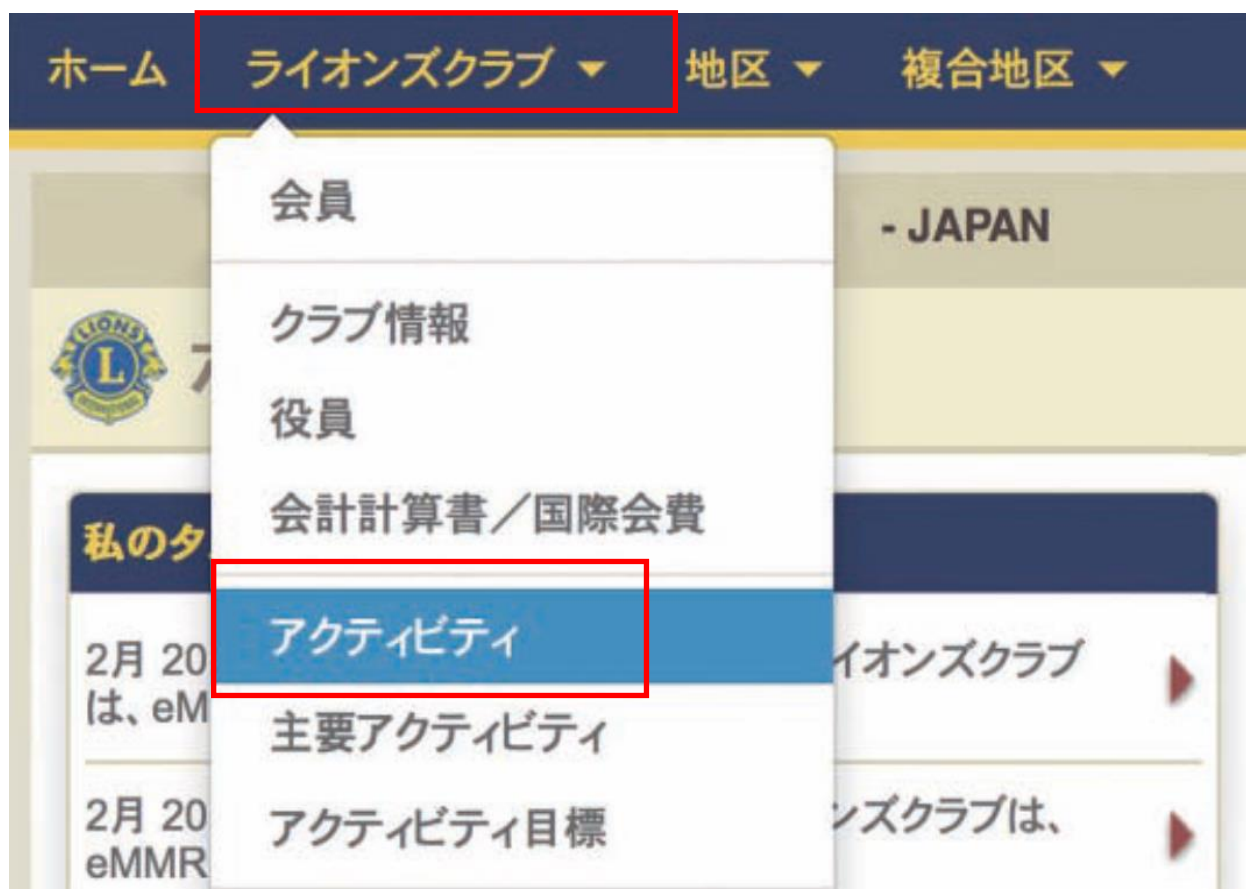 ホーム ライオンズクラブ 地区 複合地区
会員
- JAPAN
クラブ情報
LIONS
L
INTERNATIONAL
役員
会計計算書／国際会費
私のタ
アクティビティ
2月 20 イオンズクラブ
は、eM
主要アクティビティ
2月 20 ンズクラブは、
eMMR
アクティビティ目標